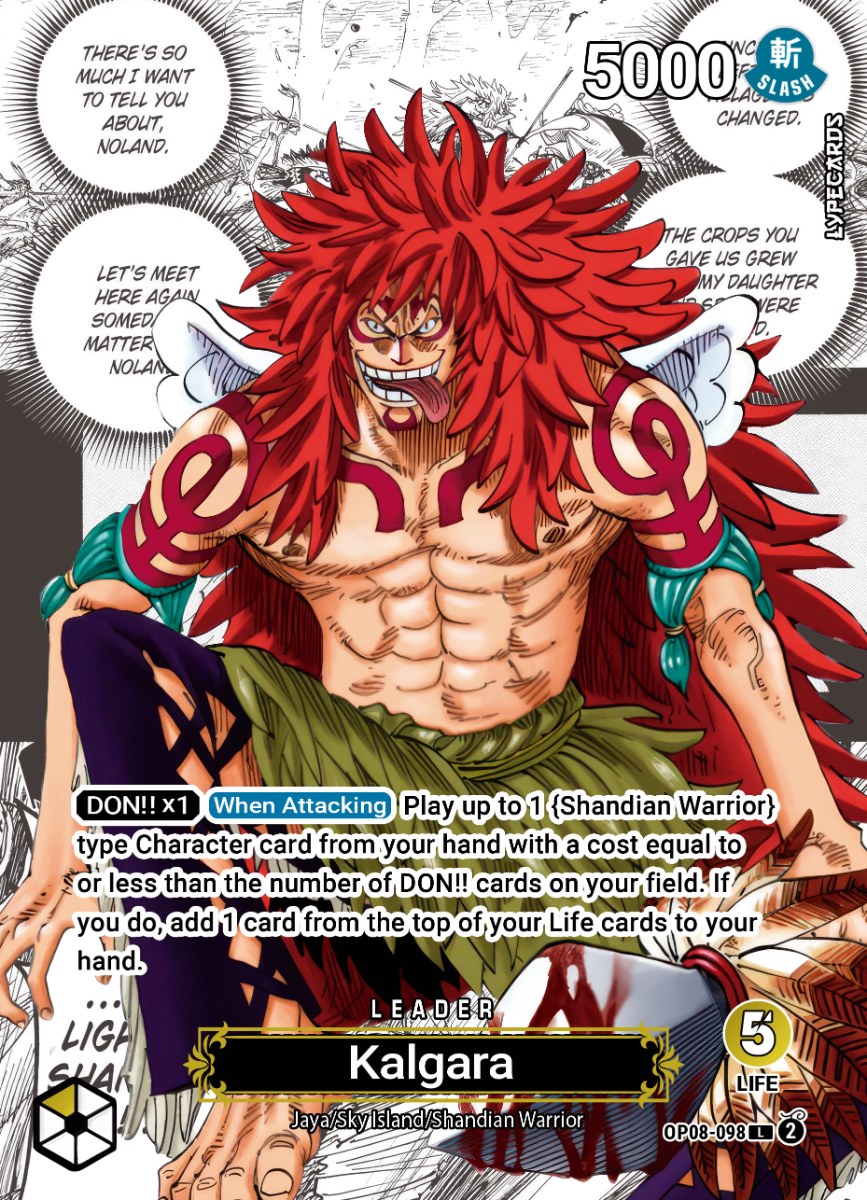 THERE'S SO
MUCH I WANT
TO TELL YOU
ABOUT,
NOLAND.
5000
斬
SLASH
CHANGED.
LYPECARDS
LET'S MEET
HERE AGAIN
THE CROPS YOU
GAVE US GREW
MY DAUGHTER
DON!! x1 When Attacking Play up to 1 {Shandian Warrior}
type Character card from your hand with a cost equal to
or less than the number of DON!! cards on your field. If
you do, add 1 card from the top of your Life cards to your
hand.
...
LEADER
Kalgara
Jaya/Sky Island/Shandian Warrior
5
LIFE
OP08-098 L 2